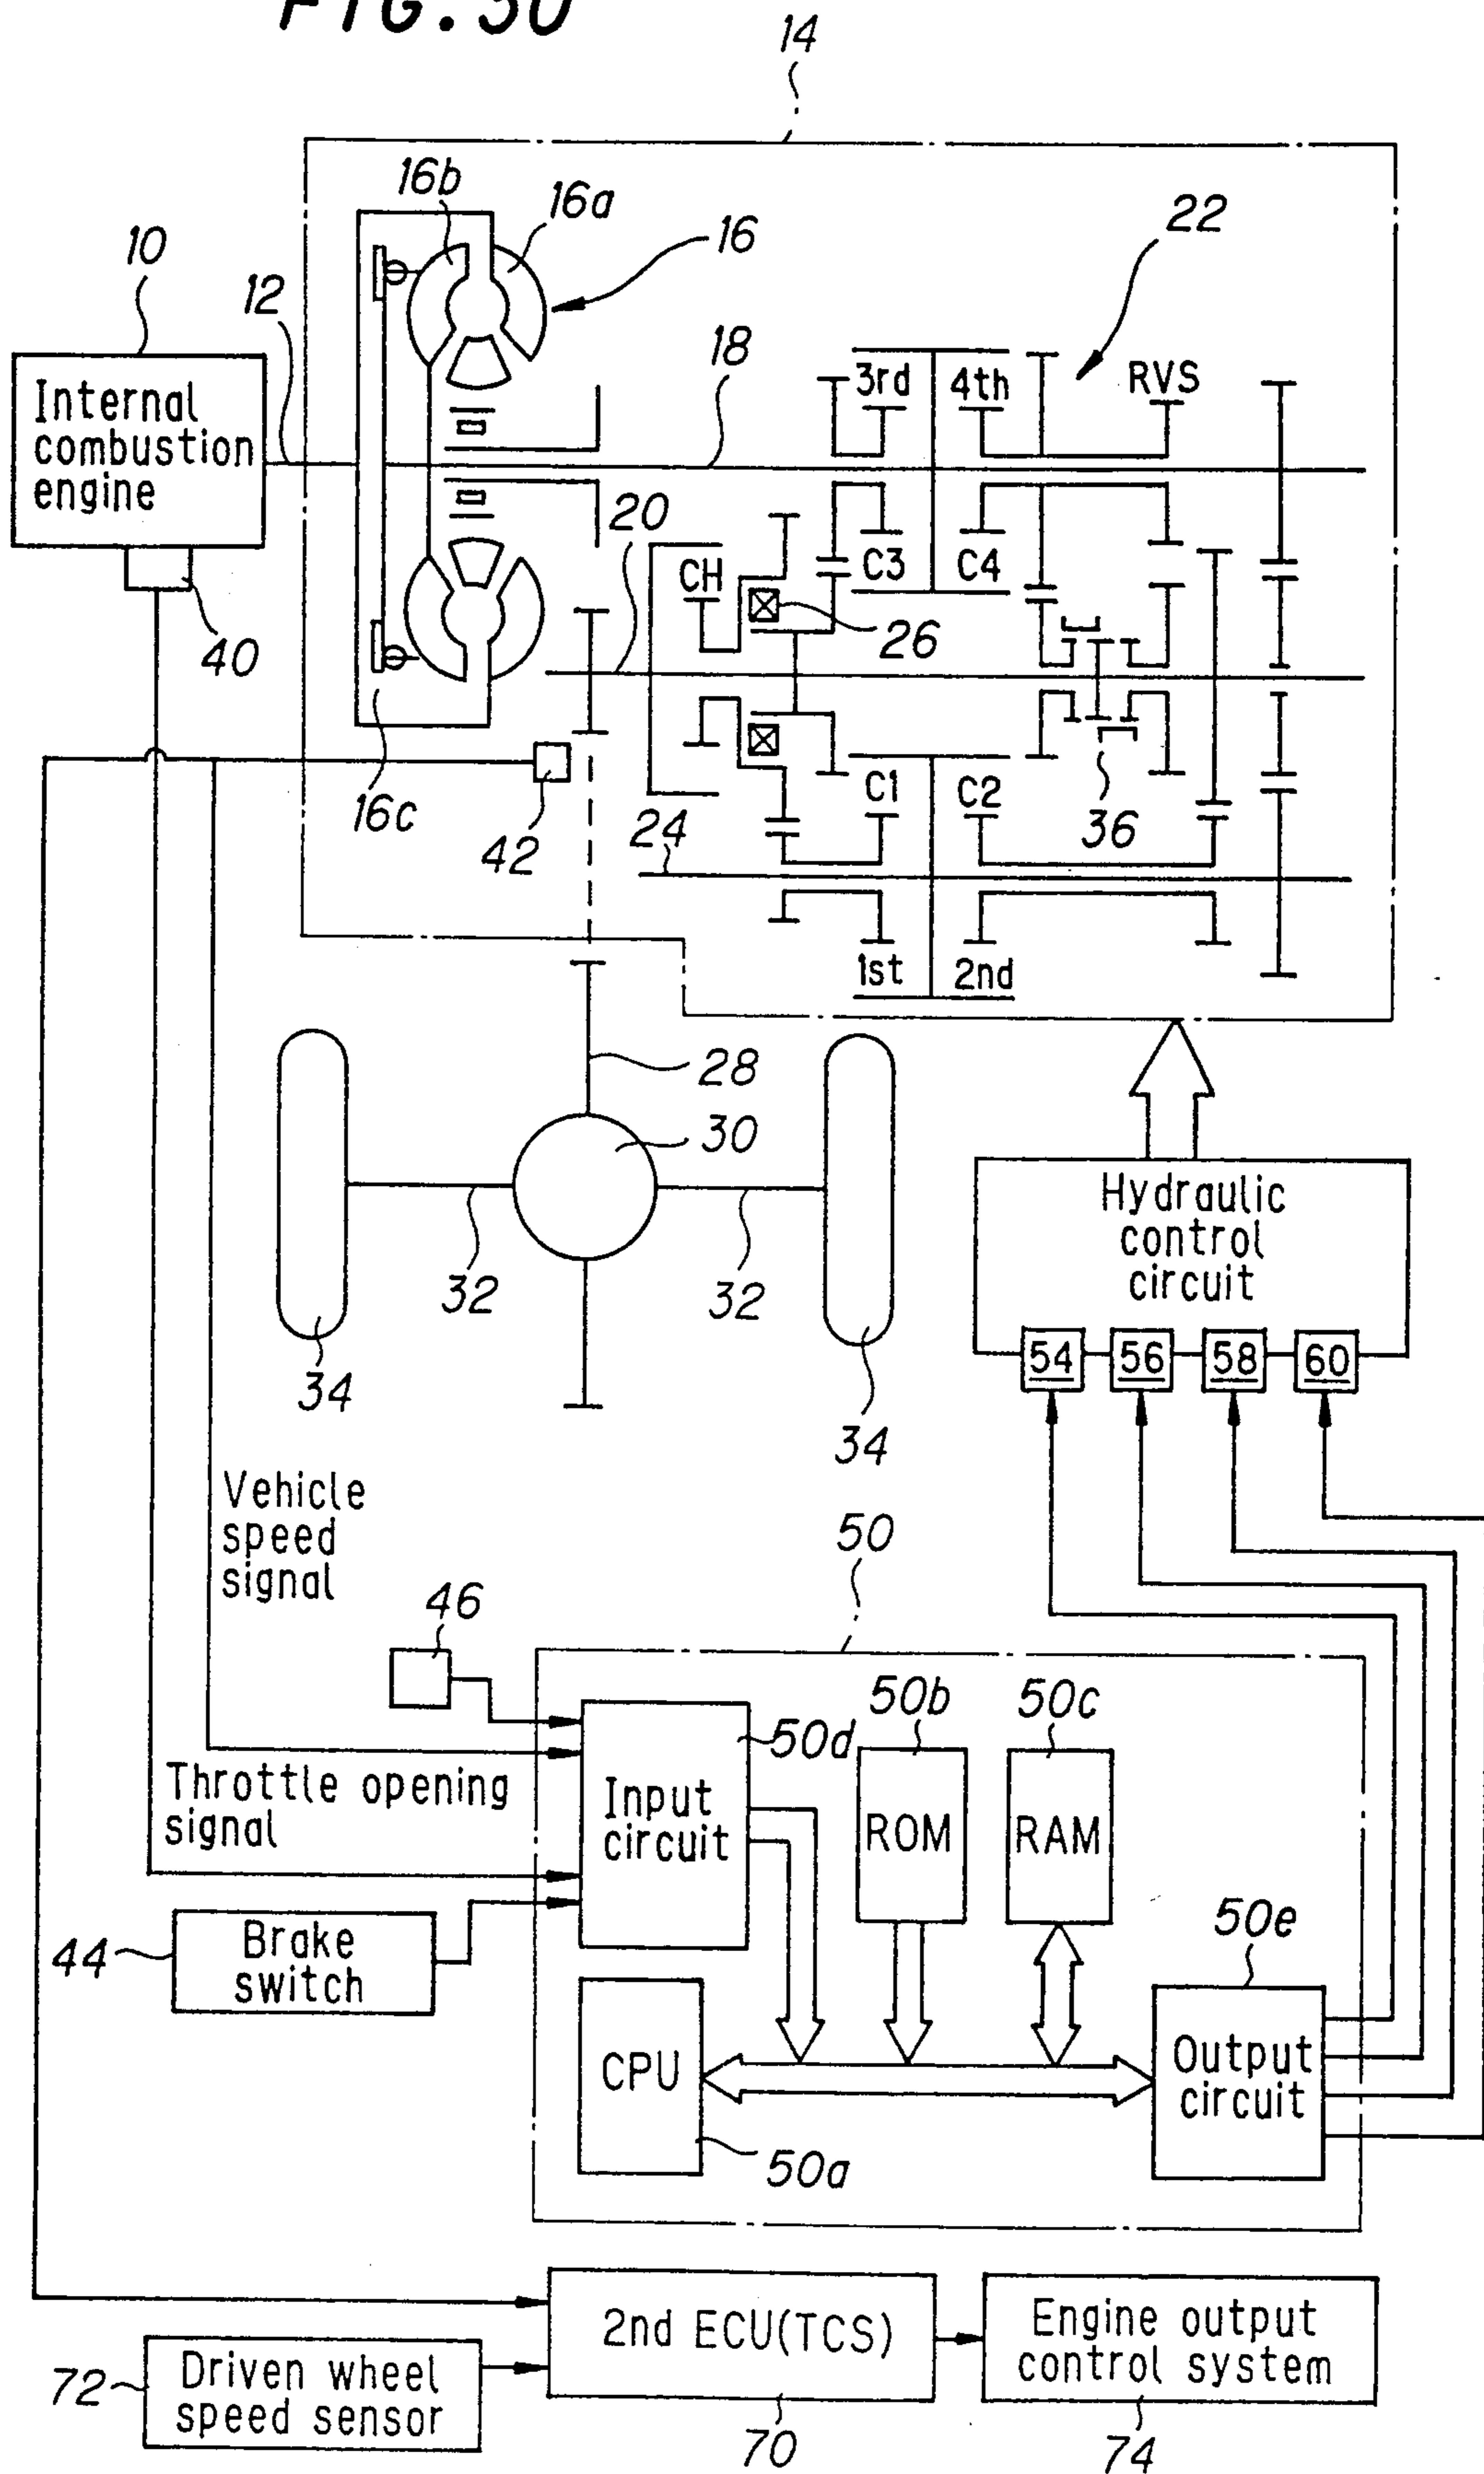 FIG. 30
14
16b
16a
16
22
10
12
18
3rd
4th
RVS
Internal
combustion
engine
20
CH
C3
C4
26
40
16c
42
24
C1
C2
36
1st
2nd
28
30
32
32
34
34
Hydraulic
control
circuit
54
56
58
60
Vehicle
speed
signal
50
46
50b
50c
50d
Throttle opening
signal
Input
circuit
ROM
RAM
44
Brake
switch
50e
CPU
Output
circuit
50a
2nd ECU(TCS)
Engine output
control system
72
Driven wheel
speed sensor
70
74